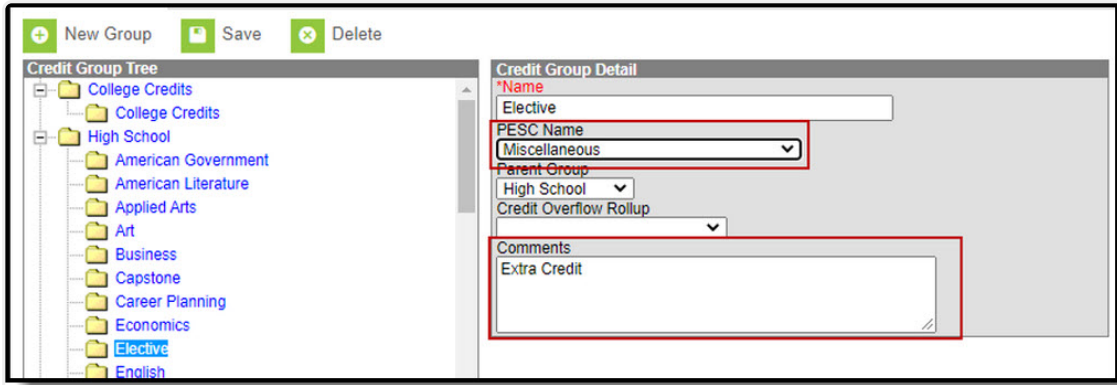 New Group Save Delete
Credit Group Tree
College Credits
College Credits
High School
American Government
American Literature
Applied Arts
Art
Business
Capstone
Career Planning
Economics
Elective
English
Credit Group Detail
*Name
Elective
PESC Name
Miscellaneous
Parent Group
High School
Credit Overflow Rollup
Comments
Extra Credit